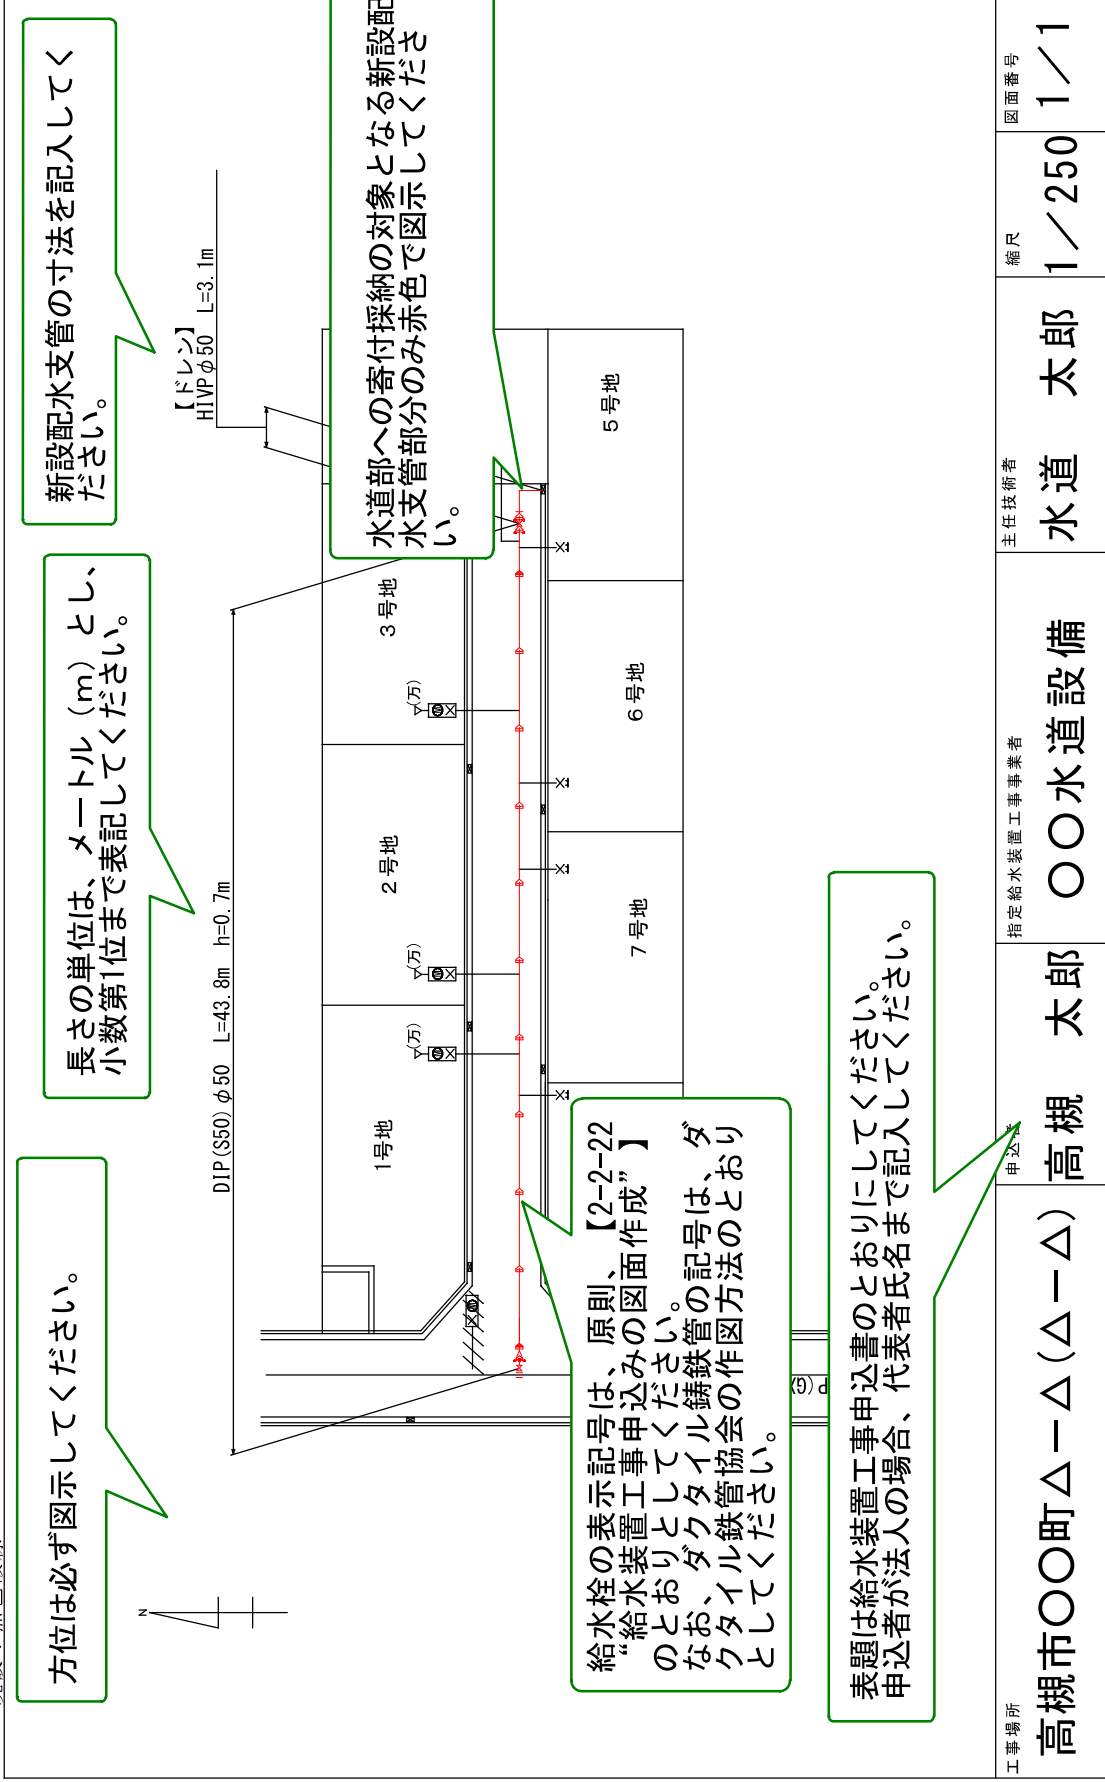 方位は必ず図示してください。
長さの単位は、メートル（m）とし、
小数第1位まで表記してください。
新設配水支管の寸法を記入してく
ださい。
N
DIP(S50)φ50 L=43.8m h=0.7m
【ドレン】
HIVPφ50 L=3.1m
水道部への寄付採納の対象となる新設配
水支管部分のみ赤色で図示してくださ
い。
1号地
2号地
3号地
(万)
(万)
(万)
5号地
6号地
7号地
給水栓の表示記号は、原則、【2-2-22
“給水装置工事申込みの図面作成”】
のとおりとしてください。
なお、ダクタイル鋳鉄管の記号は、ダ
クタイル鉄管協会の作図方法のとおり
としてください。
表題は給水装置工事申込書のとおりにしてください。
申込者が法人の場合、代表者氏名まで記入してください。
工事場所
高槻市〇〇町△－△(△－△)
申込者
高槻　太郎
指定給水装置工事事業者
〇〇水道設備
主任技術者
水道　太郎
縮尺
1／250
図面番号
1／1